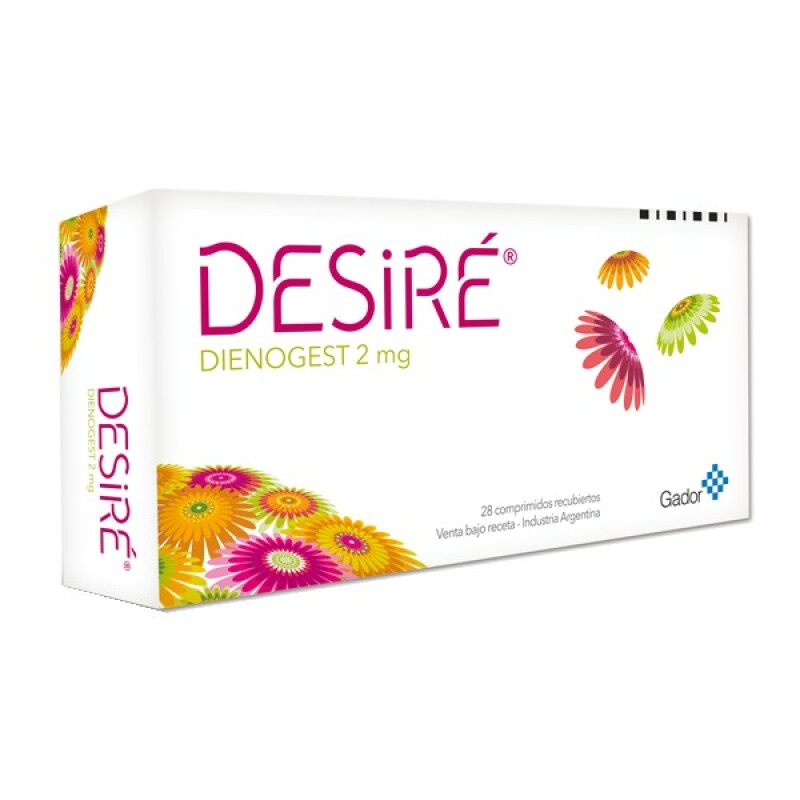 DESiRÉ®
DIENOGEST 2 mg
28 comprimidos recubiertos
Venta bajo receta - Industria Argentina
Gador
DESiRÉ®
DIENOGEST 2 mg